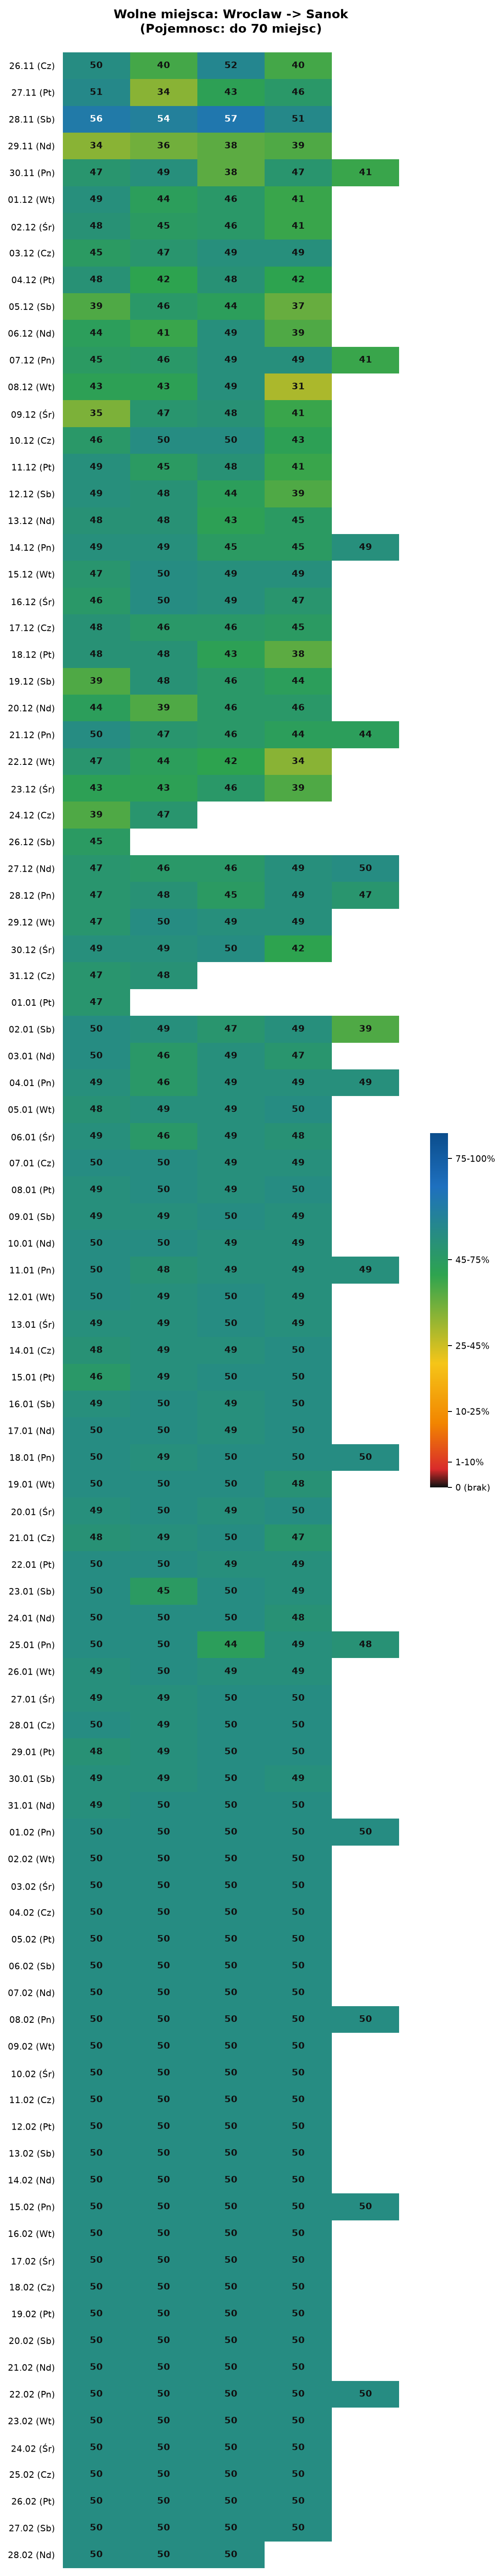 Wolne miejsca: Wroclaw -> Sanok
(Pojemnosc: do 70 miejsc)
26.11 (Cz) 50 40 52 40
27.11 (Pt) 51 34 43 46
28.11 (Sb) 56 54 57 51
29.11 (Nd) 34 36 38 39
30.11 (Pn) 47 49 38 47 41
01.12 (Wt) 49 44 46 41
02.12 (Śr) 48 45 46 41
03.12 (Cz) 45 47 49 49
04.12 (Pt) 48 42 48 42
05.12 (Sb) 39 46 44 37
06.12 (Nd) 44 41 49 39
07.12 (Pn) 45 46 49 49 41
08.12 (Wt) 43 43 49 31
09.12 (Śr) 35 47 48 41
10.12 (Cz) 46 50 50 43
11.12 (Pt) 49 45 48 41
12.12 (Sb) 49 48 44 39
13.12 (Nd) 48 48 43 45
14.12 (Pn) 49 49 45 45 49
15.12 (Wt) 47 50 49 49
16.12 (Śr) 46 50 49 47
17.12 (Cz) 48 46 46 45
18.12 (Pt) 48 48 43 38
19.12 (Sb) 39 48 46 44
20.12 (Nd) 44 39 46 46
21.12 (Pn) 50 47 46 44 44
22.12 (Wt) 47 44 42 34
23.12 (Śr) 43 43 46 39
24.12 (Cz) 39 47
26.12 (Sb) 45
27.12 (Nd) 47 46 46 49 50
28.12 (Pn) 47 48 45 49 47
29.12 (Wt) 47 50 49 49
30.12 (Śr) 49 49 50 42
31.12 (Cz) 47 48
01.01 (Pt) 47
02.01 (Sb) 50 49 47 49 39
03.01 (Nd) 50 46 49 47
04.01 (Pn) 49 46 49 49 49
05.01 (Wt) 48 49 49 50
06.01 (Śr) 49 46 49 48
07.01 (Cz) 50 50 49 49
08.01 (Pt) 49 50 49 50
09.01 (Sb) 49 49 50 49
10.01 (Nd) 50 50 49 49
11.01 (Pn) 50 48 49 49 49
12.01 (Wt) 50 49 50 49
13.01 (Śr) 49 49 50 49
14.01 (Cz) 48 49 49 50
15.01 (Pt) 46 49 50 50
16.01 (Sb) 49 50 49 50
17.01 (Nd) 50 50 49 50
18.01 (Pn) 50 49 50 50 50
19.01 (Wt) 50 50 50 48
20.01 (Śr) 49 50 49 50
21.01 (Cz) 48 49 50 47
22.01 (Pt) 50 50 49 49
23.01 (Sb) 50 45 50 49
24.01 (Nd) 50 50 50 48
25.01 (Pn) 50 50 44 49 48
26.01 (Wt) 49 50 49 49
27.01 (Śr) 49 49 50 50
28.01 (Cz) 50 49 50 50
29.01 (Pt) 48 49 50 50
30.01 (Sb) 49 49 50 49
31.01 (Nd) 49 50 50 50
01.02 (Pn) 50 50 50 50 50
02.02 (Wt) 50 50 50 50
03.02 (Śr) 50 50 50 50
04.02 (Cz) 50 50 50 50
05.02 (Pt) 50 50 50 50
06.02 (Sb) 50 50 50 50
07.02 (Nd) 50 50 50 50
08.02 (Pn) 50 50 50 50 50
09.02 (Wt) 50 50 50 50
10.02 (Śr) 50 50 50 50
11.02 (Cz) 50 50 50 50
12.02 (Pt) 50 50 50 50
13.02 (Sb) 50 50 50 50
14.02 (Nd) 50 50 50 50
15.02 (Pn) 50 50 50 50 50
16.02 (Wt) 50 50 50 50
17.02 (Śr) 50 50 50 50
18.02 (Cz) 50 50 50 50
19.02 (Pt) 50 50 50 50
20.02 (Sb) 50 50 50 50
21.02 (Nd) 50 50 50 50
22.02 (Pn) 50 50 50 50 50
23.02 (Wt) 50 50 50 50
24.02 (Śr) 50 50 50 50
25.02 (Cz) 50 50 50 50
26.02 (Pt) 50 50 50 50
27.02 (Sb) 50 50 50 50
28.02 (Nd) 50 50 50
75-100%
45-75%
25-45%
10-25%
1-10%
0 (brak)